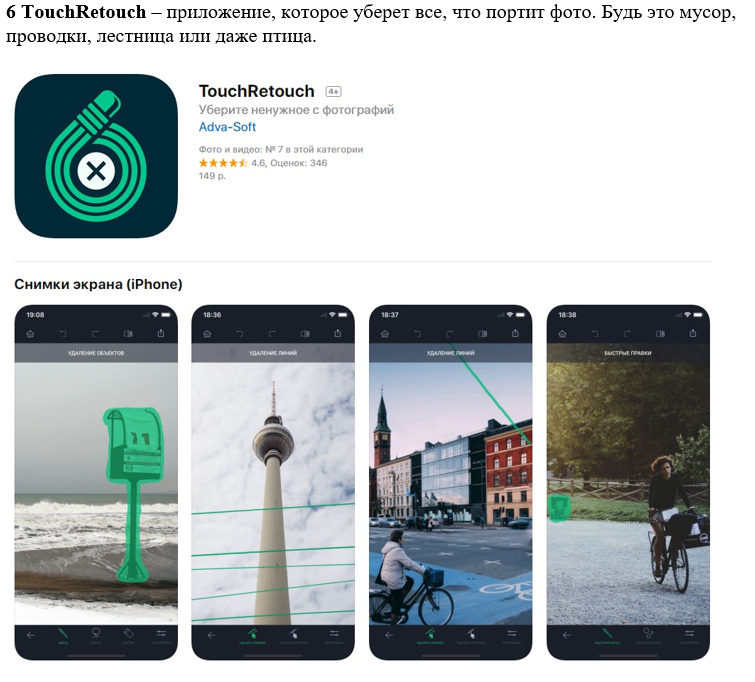 6 TouchRetouch – приложение, которое уберет все, что портит фото. Будь это мусор,
проводки, лестница или даже птица.
TouchRetouch 4+
Уберите ненужное с фотографий
Adva-Soft
Фото и видео: № 7 в этой категории
4.6, Оценок: 346
149 р.
Снимки экрана (iPhone)
19:08
УДАЛЕНИЕ ОБЪЕКТОВ
11
18:36
УДАЛЕНИЕ ЛИНИЙ
18:37
УДАЛЕНИЕ ЛИНИЙ
18:38
БЫСТРЫЕ ПРАВКИ